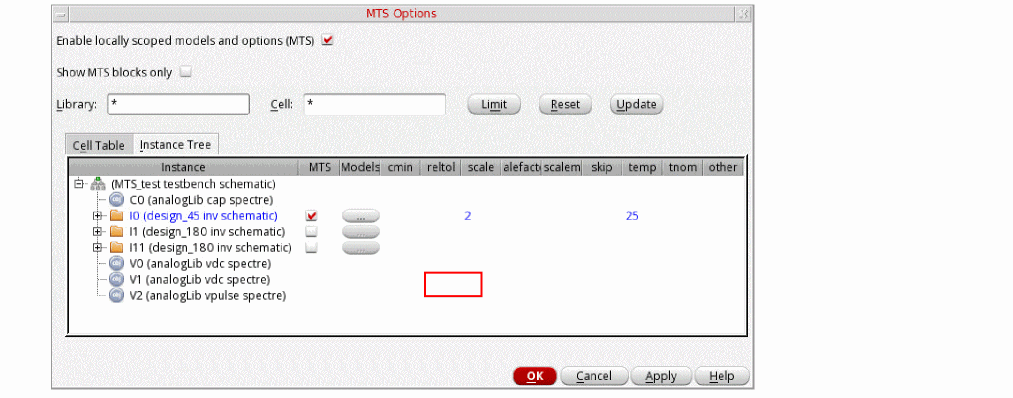 MTS Options
Enable locally scoped models and options (MTS)
Show MTS blocks only
Library: * Cell: * Limit Reset Update
Cell Table Instance Tree
Instance MTS Models cmin reltol scale alefacto scalem skip temp tnom other
(MTS_test testbench schematic)
C0 (analogLib cap spectre)
I0 (design_45 inv schematic) ... 2 25
I1 (design_180 inv schematic) ...
I11 (design_180 inv schematic) ...
V0 (analogLib vdc spectre)
V1 (analogLib vdc spectre)
V2 (analogLib vpulse spectre)
OK Cancel Apply Help